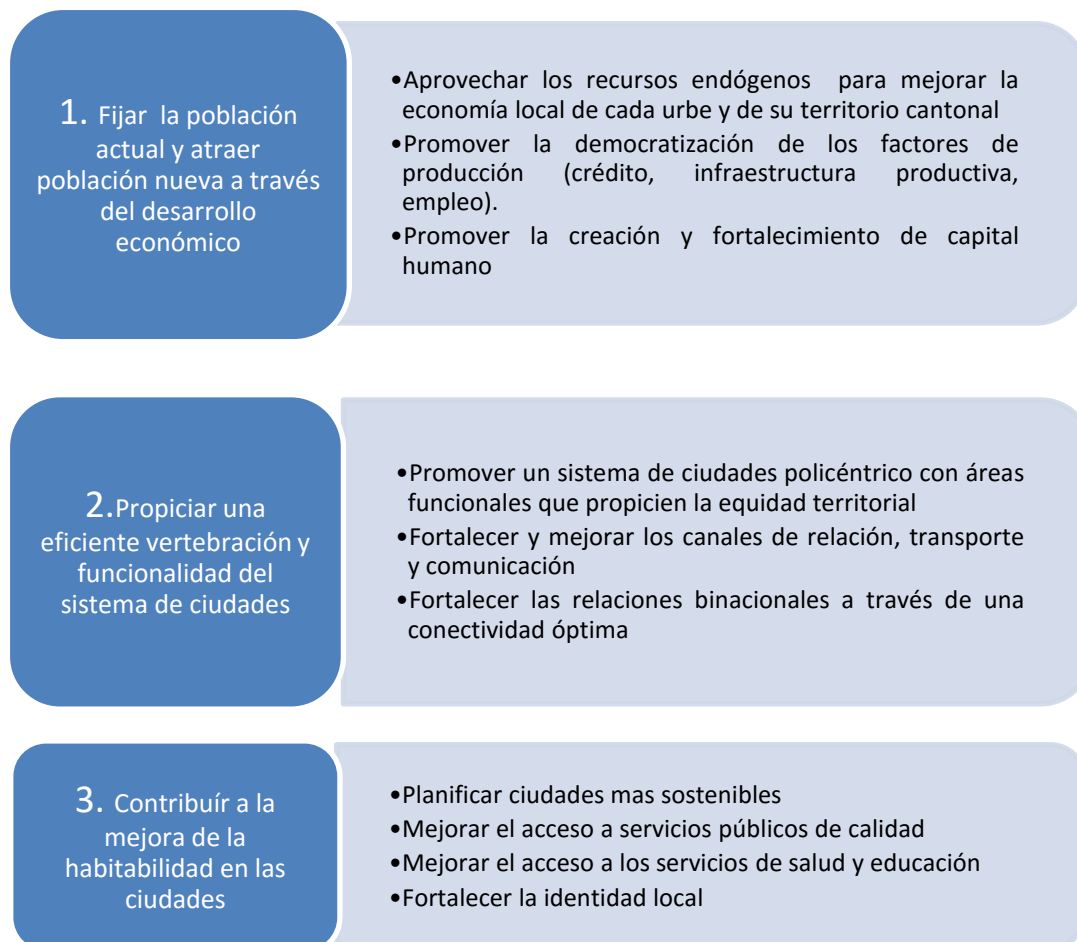 1. Fijar la población
actual y atraer
población nueva a través
del desarrollo
económico
•Aprovechar los recursos endógenos para mejorar la
economía local de cada urbe y de su territorio cantonal
•Promover la democratización de los factores de
producción (crédito, infraestructura productiva,
empleo).
•Promover la creación y fortalecimiento de capital
humano
2.Propiciar una
eficiente vertebración y
funcionalidad del
sistema de ciudades
•Promover un sistema de ciudades policéntrico con áreas
funcionales que propicien la equidad territorial
•Fortalecer y mejorar los canales de relación, transporte
y comunicación
•Fortalecer las relaciones binacionales a través de una
conectividad óptima
3. Contribuír a la
mejora de la
habitabilidad en las
ciudades
•Planificar ciudades mas sostenibles
•Mejorar el acceso a servicios públicos de calidad
•Mejorar el acceso a los servicios de salud y educación
•Fortalecer la identidad local